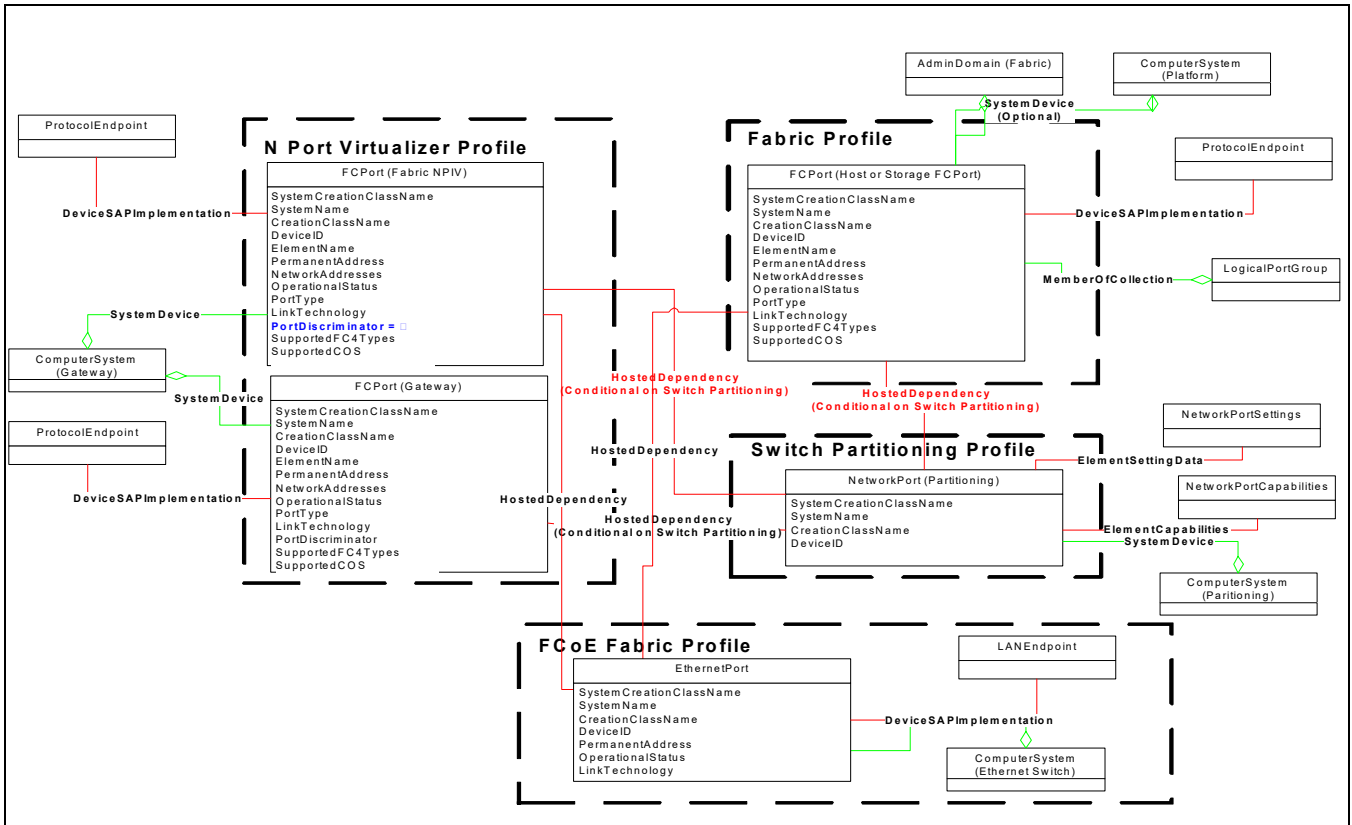 AdminDomain (Fabric)
ComputerSystem
(Platform)
SystemDevice
(Optional)
ProtocolEndpoint
DeviceSAPImplementation
N Port Virtualizer Profile
FCPort (Fabric NPIV)
SystemCreationClassName
SystemName
CreationClassName
DeviceID
ElementName
PermanentAddress
NetworkAddresses
OperationalStatus
PortType
LinkTechnology
PortDiscriminator =
SupportedFC4Types
SupportedCOS
SystemDevice
ComputerSystem
(Gateway)
SystemDevice
ProtocolEndpoint
DeviceSAPImplementation
FCPort (Gateway)
SystemCreationClassName
SystemName
CreationClassName
DeviceID
ElementName
PermanentAddress
NetworkAddresses
OperationalStatus
PortType
LinkTechnology
PortDiscriminator
SupportedFC4Types
SupportedCOS
Fabric Profile
FCPort (Host or Storage FCPort)
SystemCreationClassName
SystemName
CreationClassName
DeviceID
ElementName
PermanentAddress
NetworkAddresses
OperationalStatus
PortType
LinkTechnology
SupportedFC4Types
SupportedCOS
ProtocolEndpoint
DeviceSAPImplementation
MemberOfCollection
LogicalPortGroup
HostedDependency
(Conditional on Switch Partitioning)
HostedDependency
(Conditional on Switch Partitioning)
HostedDependency
HostedDependency
HostedDependency
(Conditional on Switch Partitioning)
Switch Partitioning Profile
NetworkPort (Partitioning)
SystemCreationClassName
SystemName
CreationClassName
DeviceID
NetworkPortSettings
ElementSettingData
NetworkPortCapabilities
ElementCapabilities
SystemDevice
ComputerSystem
(Paritioning)
FCoE Fabric Profile
EthernetPort
SystemCreationClassName
SystemName
CreationClassName
DeviceID
PermanentAddress
OperationalStatus
LinkTechnology
LANEndpoint
DeviceSAPImplementation
ComputerSystem
(Ethernet Switch)